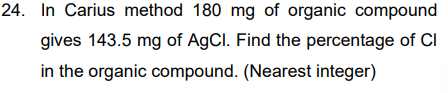 24. In Carius method 180 mg of organic compound
gives 143.5 mg of AgCl. Find the percentage of Cl
in the organic compound. (Nearest integer)